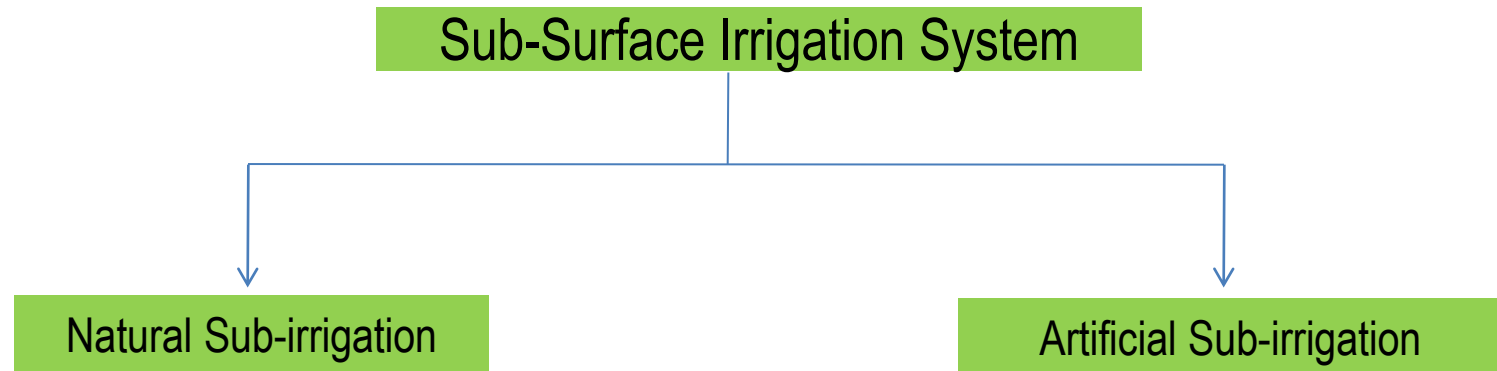 Sub-Surface Irrigation System
Natural Sub-irrigation
Artificial Sub-irrigation